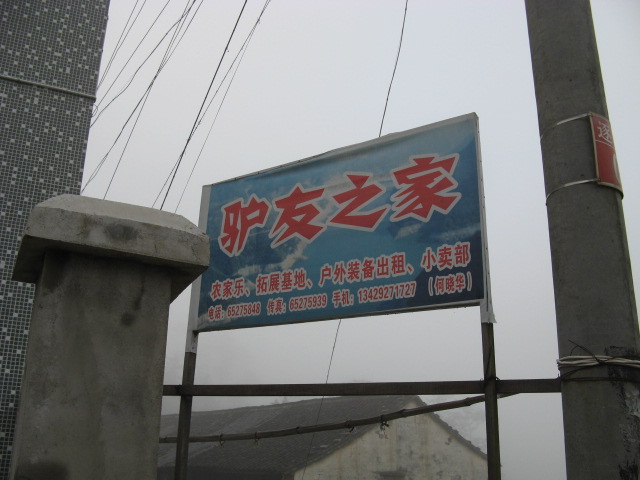 驴友之家
农家乐、拓展基地、户外装备出租、小卖部
电话：65275848 传真：65275939 手机：13429271727 （何晓华）